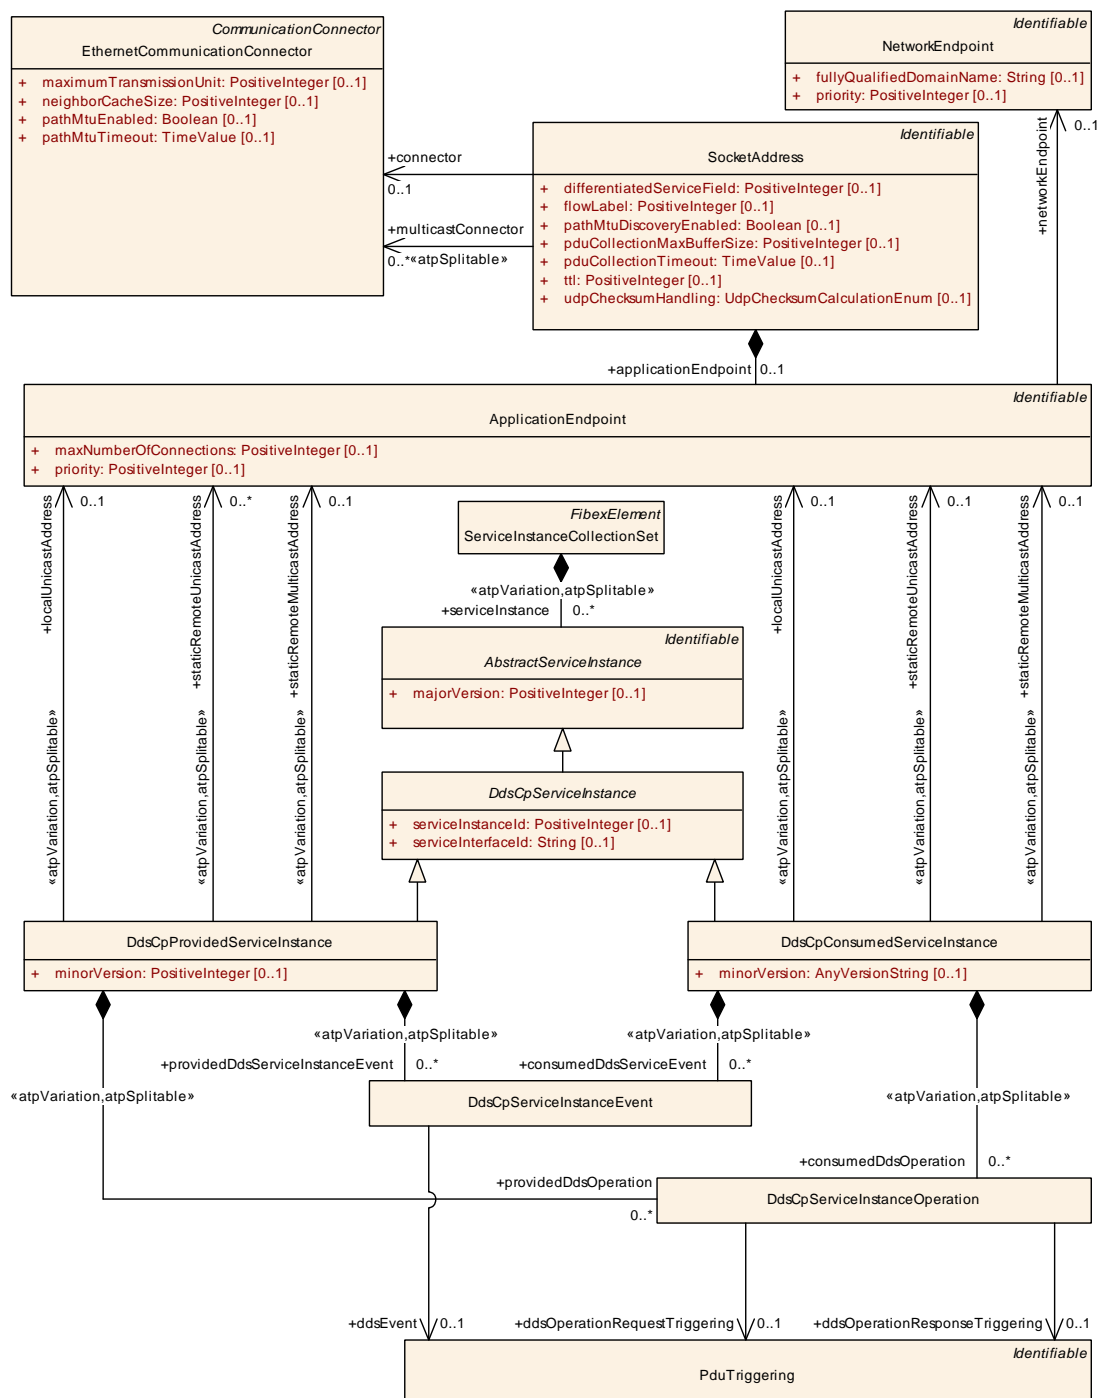 CommunicationConnector
EthernetCommunicationConnector
+ maximumTransmissionUnit: PositiveInteger [0..1]
+ neighborCacheSize: PositiveInteger [0..1]
+ pathMtuEnabled: Boolean [0..1]
+ pathMtuTimeout: TimeValue [0..1]
Identifiable
NetworkEndpoint
+ fullyQualifiedDomainName: String [0..1]
+ priority: PositiveInteger [0..1]
0..1
+networkEndpoint
Identifiable
SocketAddress
+ differentiatedServiceField: PositiveInteger [0..1]
+ flowLabel: PositiveInteger [0..1]
+ pathMtuDiscoveryEnabled: Boolean [0..1]
+ pduCollectionMaxBufferSize: PositiveInteger [0..1]
+ pduCollectionTimeout: TimeValue [0..1]
+ ttl: PositiveInteger [0..1]
+ udpChecksumHandling: UdpChecksumCalculationEnum [0..1]
+connector
0..1
+multicastConnector
0..*
«atpSplitable»
+applicationEndpoint
0..1
Identifiable
ApplicationEndpoint
+ maxNumberOfConnections: PositiveInteger [0..1]
+ priority: PositiveInteger [0..1]
0..1
+localUnicastAddress
«atpVariation,atpSplitable»
0..*
+staticRemoteUnicastAddress
«atpVariation,atpSplitable»
0..1
+staticRemoteMulticastAddress
«atpVariation,atpSplitable»
FibexElement
ServiceInstanceCollectionSet
«atpVariation,atpSplitable»
+serviceInstance
0..*
Identifiable
AbstractServiceInstance
+ majorVersion: PositiveInteger [0..1]
DdsCpServiceInstance
+ serviceInstanceId: PositiveInteger [0..1]
+ serviceInterfaceId: String [0..1]
0..1
+localUnicastAddress
«atpVariation,atpSplitable»
0..1
+staticRemoteUnicastAddress
«atpVariation,atpSplitable»
0..1
+staticRemoteMulticastAddress
«atpVariation,atpSplitable»
DdsCpProvidedServiceInstance
+ minorVersion: PositiveInteger [0..1]
DdsCpConsumedServiceInstance
+ minorVersion: AnyVersionString [0..1]
«atpVariation,atpSplitable»
+providedDdsServiceInstanceEvent
0..*
«atpVariation,atpSplitable»
+consumedDdsServiceEvent
0..*
«atpVariation,atpSplitable»
«atpVariation,atpSplitable»
DdsCpServiceInstanceEvent
+consumedDdsOperation
0..*
+providedDdsOperation
0..*
DdsCpServiceInstanceOperation
+ddsEvent
0..1
+ddsOperationRequestTriggering
0..1
+ddsOperationResponseTriggering
0..1
Identifiable
PduTriggering